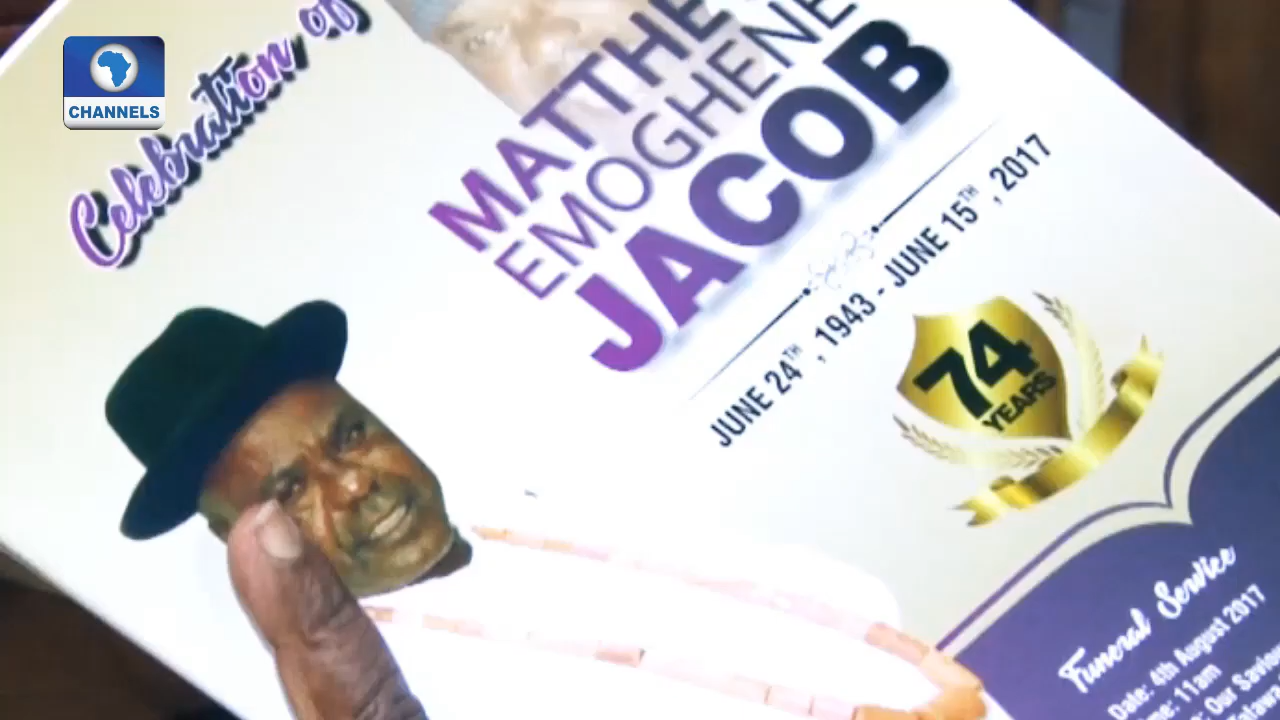 CHANNELS
Celebration of
MATTHE
EMOGHENE
JACOB
JUNE 24TH, 1943 - JUNE 15TH, 2017
74
YEARS
Funeral Service
Date: 4th August 2017
11am
Our